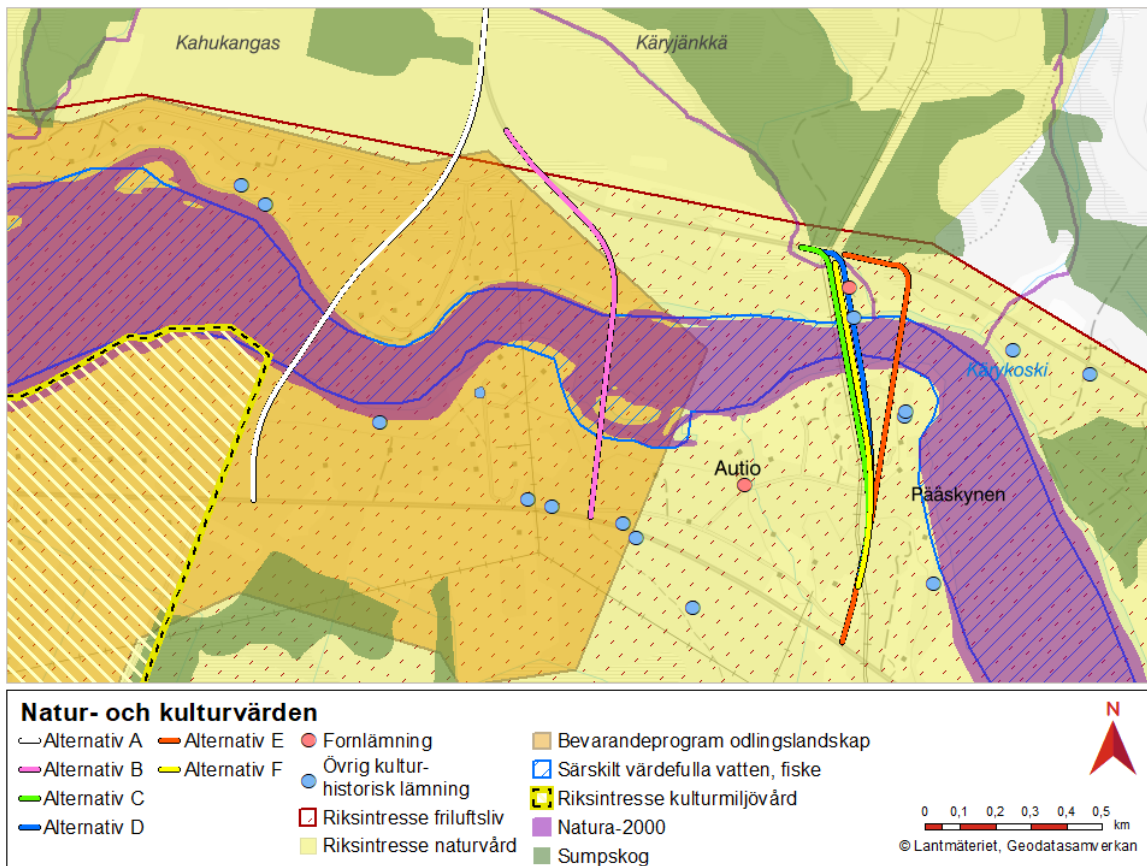 Kahukangas
Käryjänkkä
Kärykoski
Autio
Pääskynen
Natur- och kulturvärden
Alternativ A
Alternativ B
Alternativ C
Alternativ D
Alternativ E
Alternativ F
Fornlämning
Övrig kultur-
historisk lämning
Riksintresse friluftsliv
Riksintresse naturvård
Bevarandeprogram odlingslandskap
Särskilt värdefulla vatten, fiske
Riksintresse kulturmiljövård
Natura-2000
Sumpskog
N
0 0,1 0,2 0,3 0,4 0,5
km
© Lantmäteriet, Geodatasamverkan